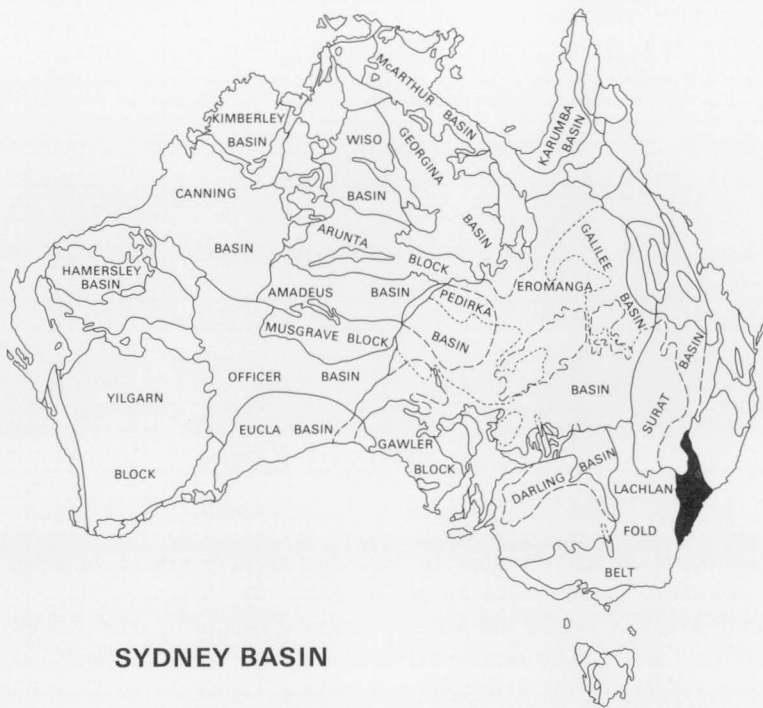 McARTHUR BASIN
KIMBERLEY
BASIN
WISO
BASIN
GEORGINA
BASIN
KARUMBA
BASIN
CANNING
BASIN
ARUNTA
BLOCK
GALILEE
BASIN
HAMERSLEY
BASIN
AMADEUS BASIN
PEDIRKA
BASIN
EROMANGA
BASIN
MUSGRAVE BLOCK
YILGARN
BLOCK
OFFICER BASIN
SURAT
BASIN
EUCLA BASIN
GAWLER
BLOCK
DARLING
BASIN
LACHLAN
FOLD
BELT
SYDNEY BASIN